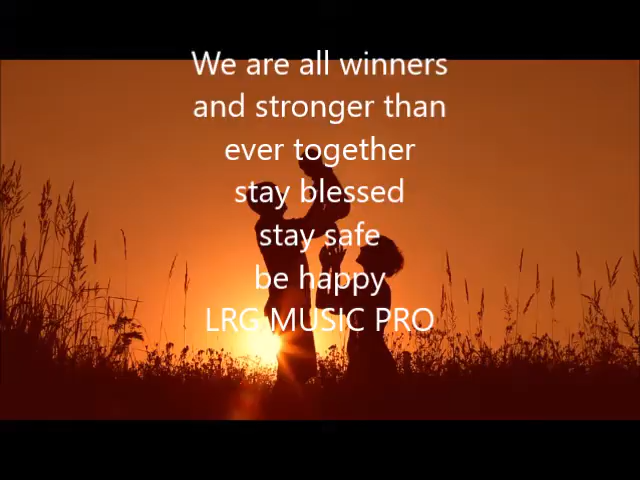 We are all winners
and stronger than
ever together
stay blessed
stay safe
be happy
LRG MUSIC PRO